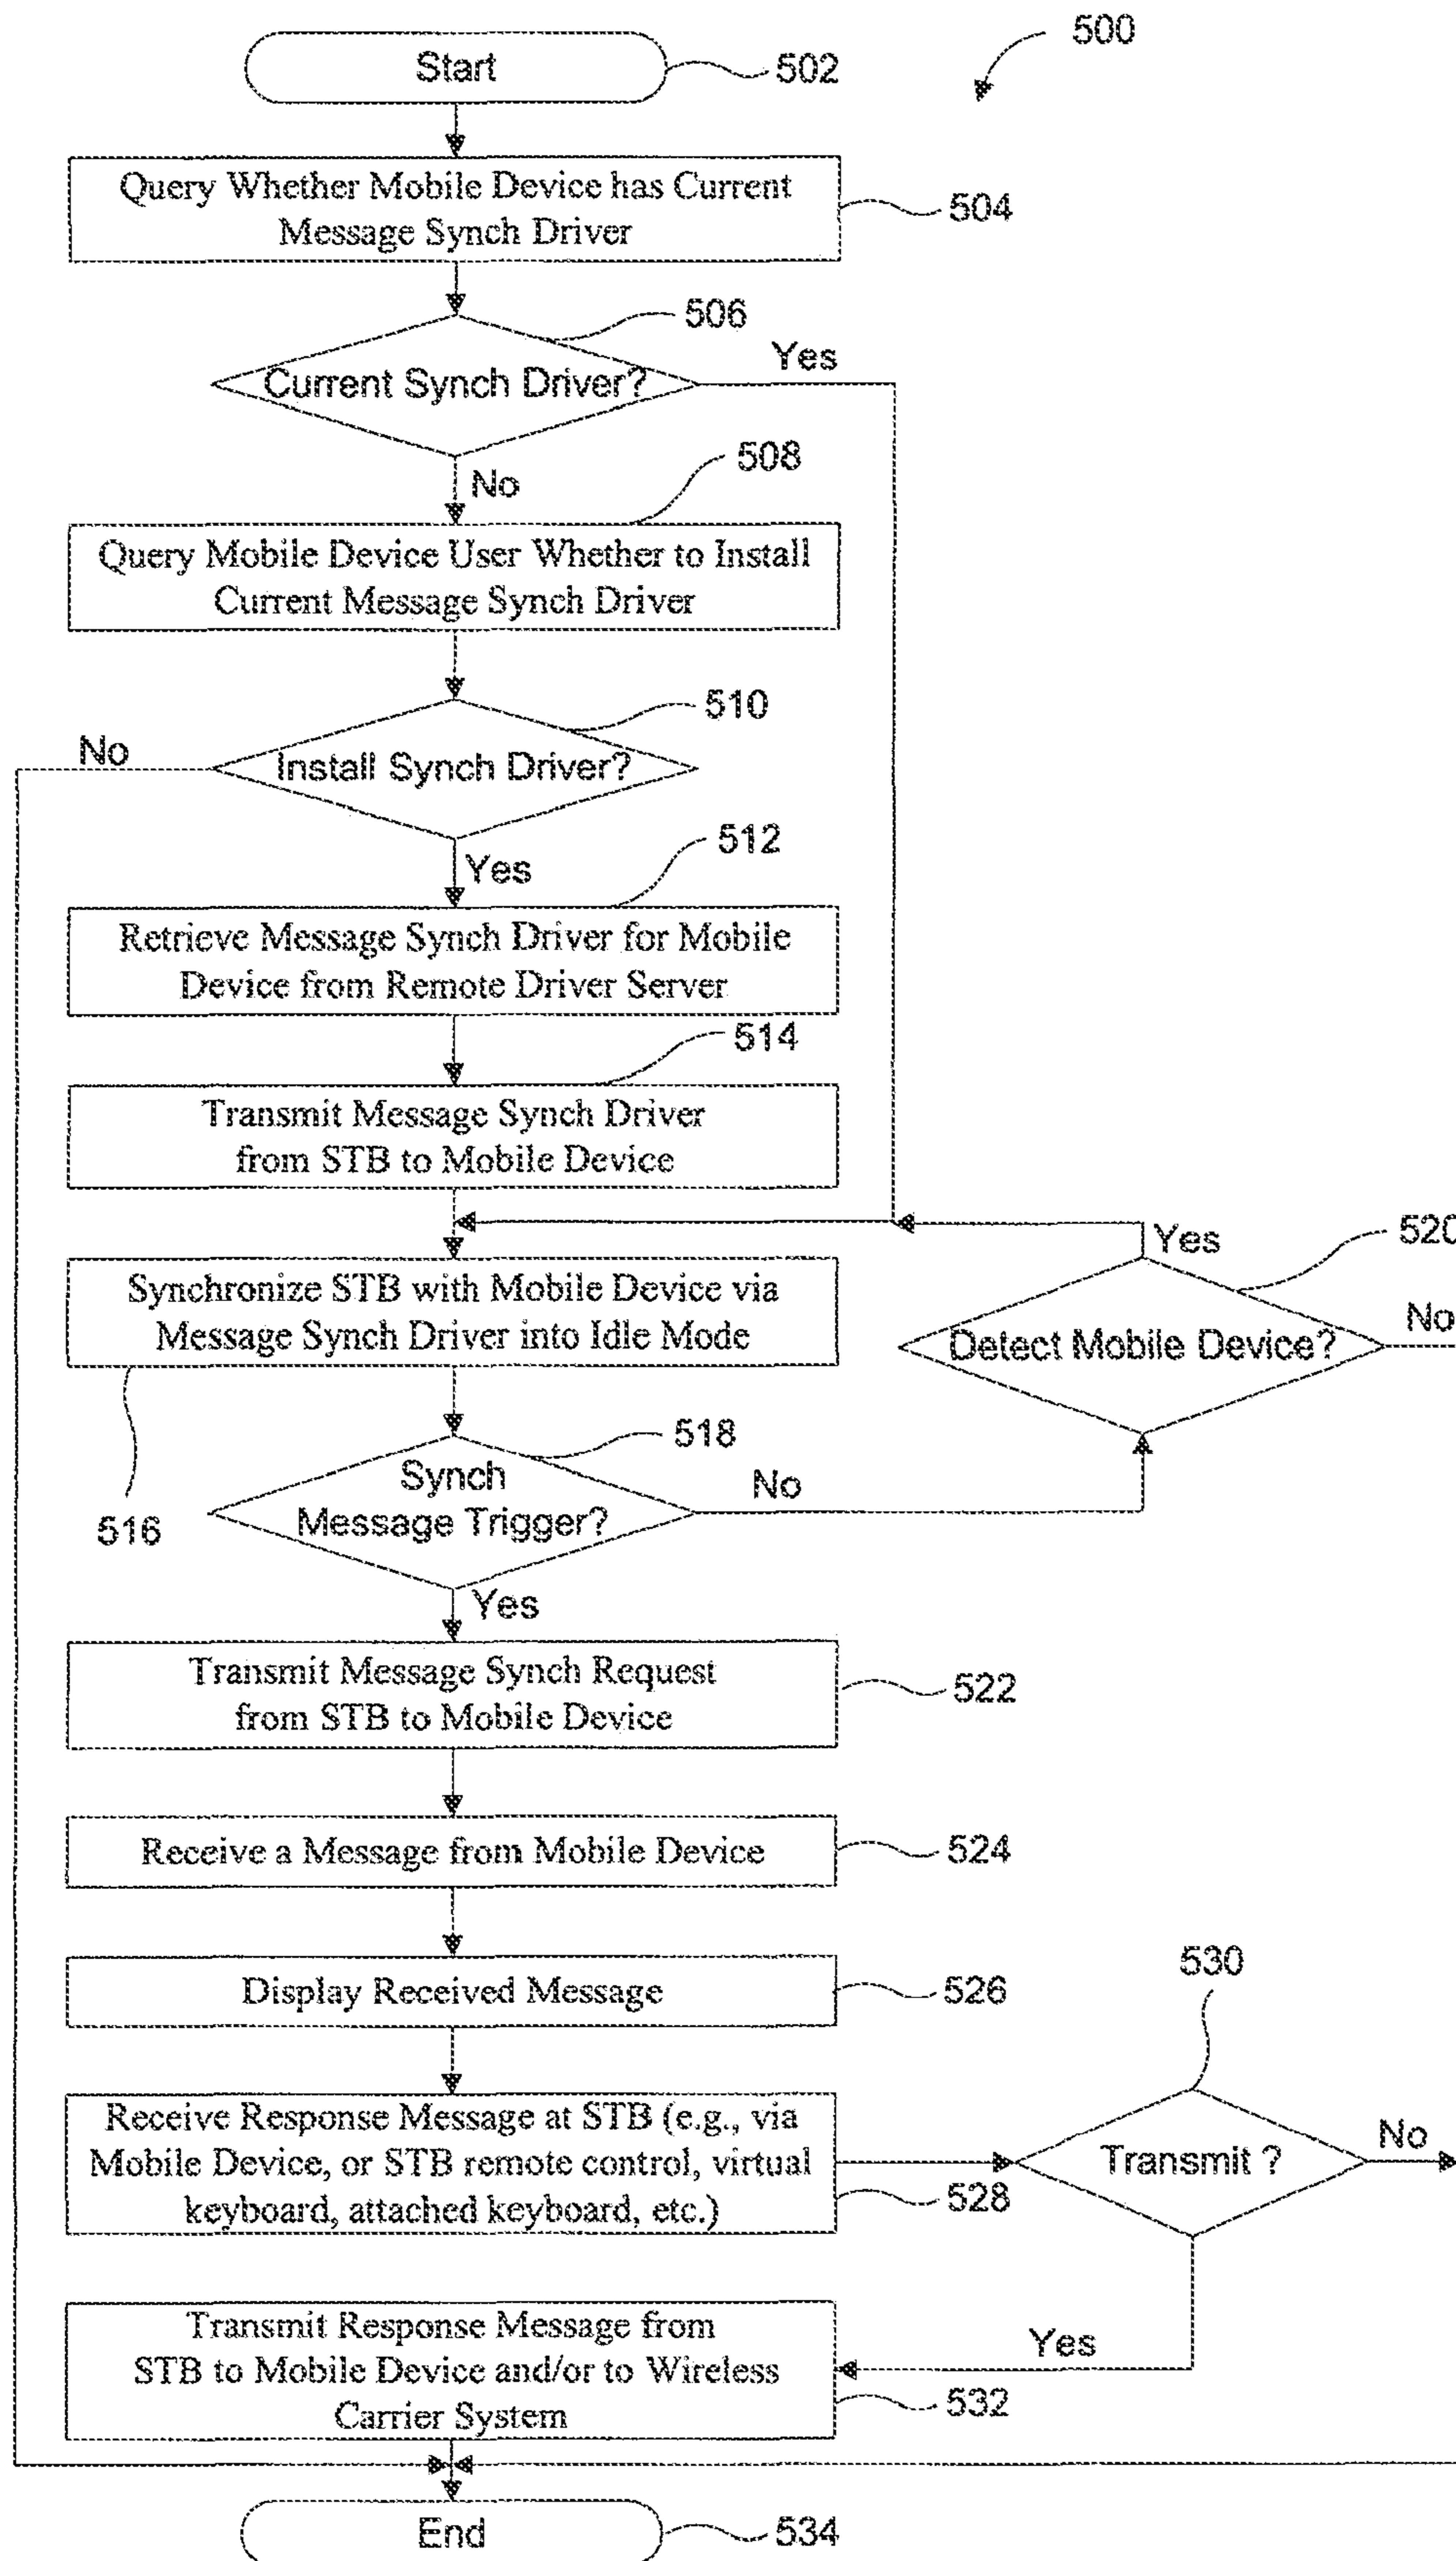 500
Start
502
Query Whether Mobile Device has Current
Message Synch Driver
504
506
Current Synch Driver?
Yes
No
508
Query Mobile Device User Whether to Install
Current Message Synch Driver
510
No
Install Synch Driver?
Yes
512
Retrieve Message Synch Driver for Mobile
Device from Remote Driver Server
514
Transmit Message Synch Driver
from STB to Mobile Device
Synchronize STB with Mobile Device via
Message Synch Driver into Idle Mode
516
Yes
520
Detect Mobile Device?
No
518
Synch
Message Trigger?
No
Yes
Transmit Message Synch Request
from STB to Mobile Device
522
Receive a Message from Mobile Device
524
Display Received Message
526
Receive Response Message at STB (e.g., via
Mobile Device, or STB remote control, virtual
keyboard, attached keyboard, etc.)
528
530
Transmit ?
No
Yes
Transmit Response Message from
STB to Mobile Device and/or to Wireless
Carrier System
532
End
534